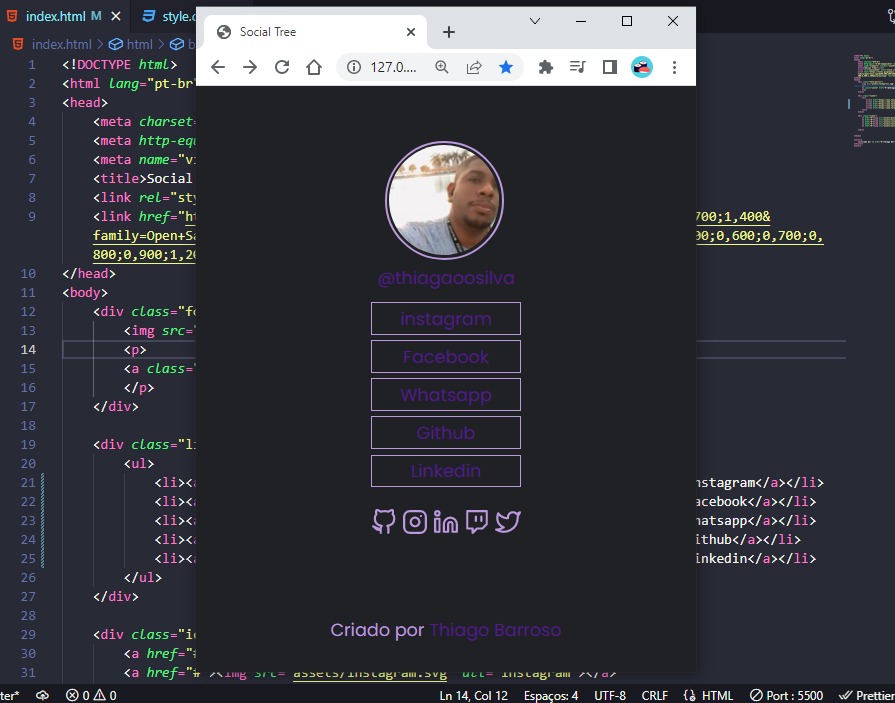 index.html M
style.c
index.html > html > b
Social Tree
127.0....
1 <!DOCTYPE html>
2 <html lang="pt-br"
3 <head>
4 <meta charset=
5 <meta http-equ
6 <meta name="vi
7 <title>Social
8 <link rel="sty
9 <link href="ht 700;1,400&
family=Open+Sa 00;0,600;0,700;0,
800;0,900;1,20
10 </head>
11 <body>
12 <div class="fo
13 <img src="
14 <p>
15 <a class="
16 </p>
17 </div>
18
19 <div class="li
20 <ul>
21 <li><a nstagram</a></li>
22 <li><a acebook</a></li>
23 <li><a hatsapp</a></li>
24 <li><a ithub</a></li>
25 <li><a inkedin</a></li>
26 </ul>
27 </div>
28
29 <div class="ic
30 <a href="#
31 <a href="#"><img src="assets/instagram.svg" alt="instagram"></a>
@thiagaoosilva
instagram
Facebook
Whatsapp
Github
Linkedin
Criado por Thiago Barroso
ter* 0 0 Ln 14, Col 12 Espaços: 4 UTF-8 CRLF HTML Port : 5500 Prettier